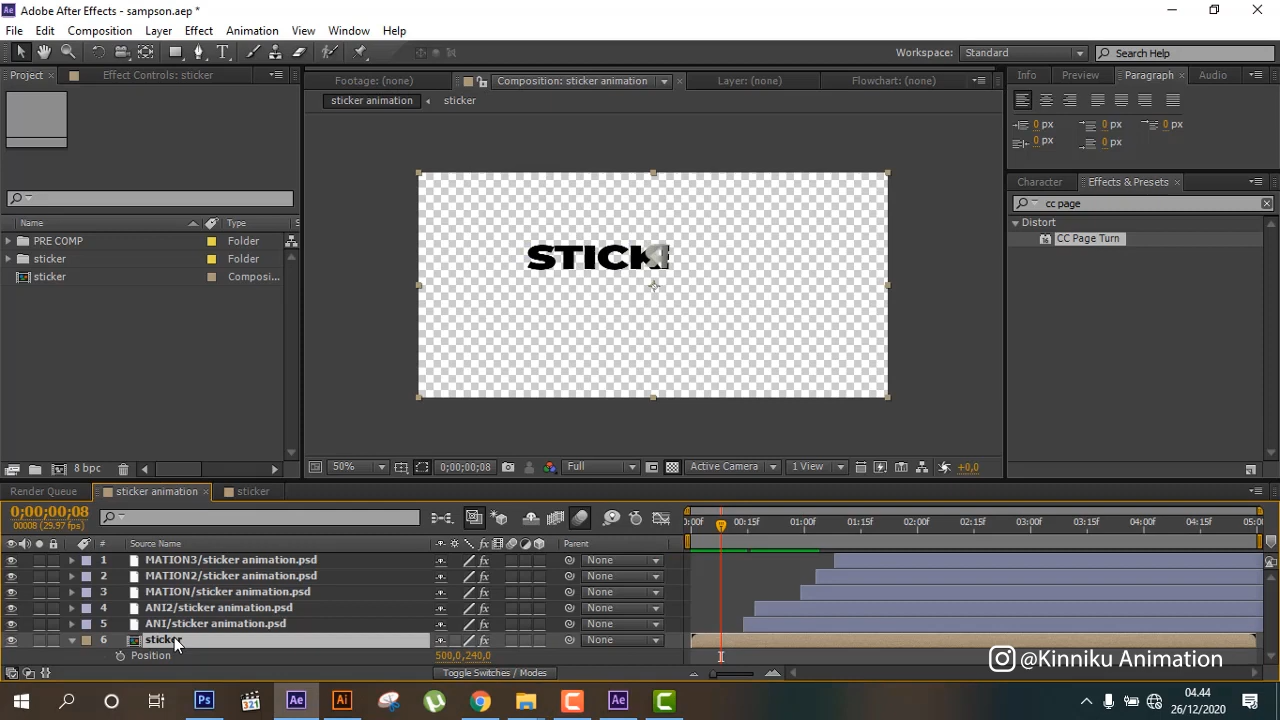 Adobe After Effects - sampson.aep *
File Edit Composition Layer Effect Animation View Window Help
Workspace: Standard Search Help
Project Effect Controls: sticker Footage: (none) Composition: sticker animation Layer: (none) Flowchart: (none) Info Preview Paragraph Audio
sticker animation sticker
0 px 0 px 0 px
0 px 0 px
Character Effects & Presets
cc page
Name Type S
Distort
CC Page Turn
PRE COMP Folder
sticker Folder
sticker Composi...
STICKE
8 bpc 50% 0;00;00;08 Full Active Camera 1 View +0,0
Render Queue sticker animation sticker
0;00;00;08
00008 (29.97 fps)
0:00f 00:15f 01:00f 01:15f 02:00f 02:15f 03:00f 03:15f 04:00f 04:15f 05:00
# Source Name Parent
1 MATION3/sticker animation.psd None
2 MATION2/sticker animation.psd None
3 MATION/sticker animation.psd None
4 ANI2/sticker animation.psd None
5 ANI/sticker animation.psd None
6 sticker None
Position 500,0,240,0
@Kinniku Animation
Toggle Switches / Modes
04.44
26/12/2020